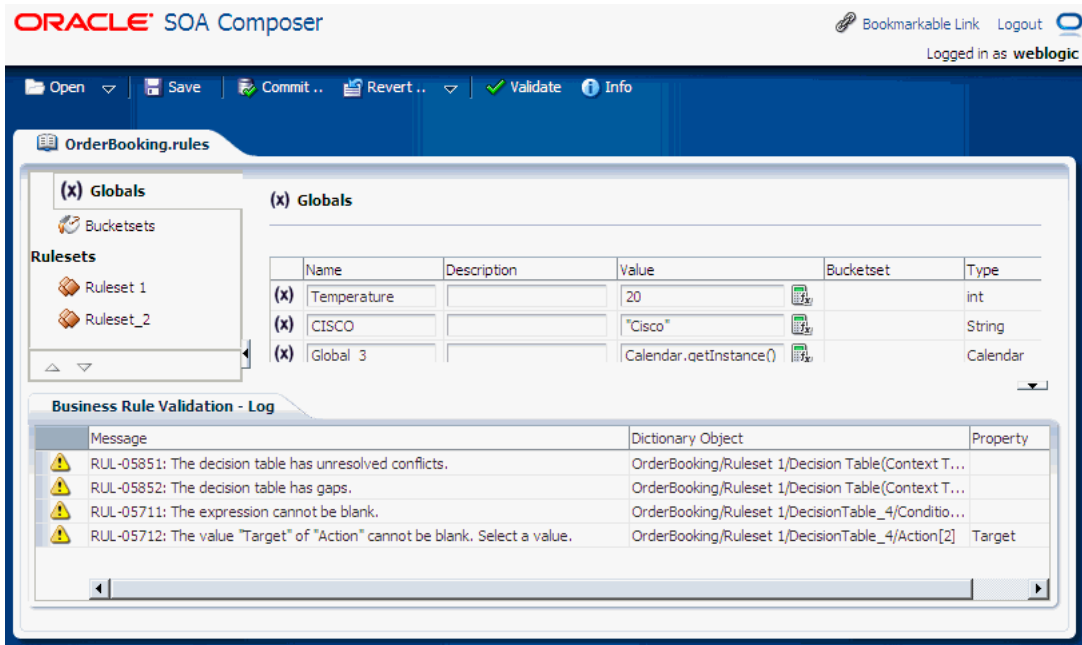 ORACLE SOA Composer
Bookmarkable Link Logout
Logged in as weblogic
Open Save Commit .. Revert .. Validate Info
OrderBooking.rules
(x) Globals
Bucketsets
Rulesets
Ruleset 1
Ruleset_2
(x) Globals
Name Description Value Bucketset Type
(x) Temperature 20 int
(x) CISCO "Cisco" String
(x) Global 3 Calendar.getInstance() Calendar
Business Rule Validation - Log
Message Dictionary Object Property
RUL-05851: The decision table has unresolved conflicts. OrderBooking/Ruleset 1/Decision Table(Context T...
RUL-05852: The decision table has gaps. OrderBooking/Ruleset 1/Decision Table(Context T...
RUL-05711: The expression cannot be blank. OrderBooking/Ruleset 1/DecisionTable_4/Conditio...
RUL-05712: The value "Target" of "Action" cannot be blank. Select a value. OrderBooking/Ruleset 1/DecisionTable_4/Action[2] Target